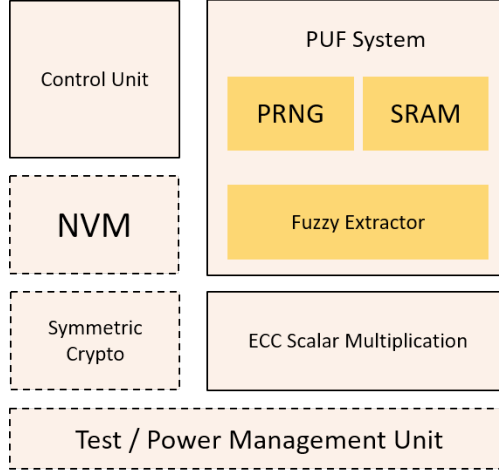 Control Unit
PUF System
PRNG
SRAM
Fuzzy Extractor
NVM
Symmetric
Crypto
ECC Scalar Multiplication
Test / Power Management Unit